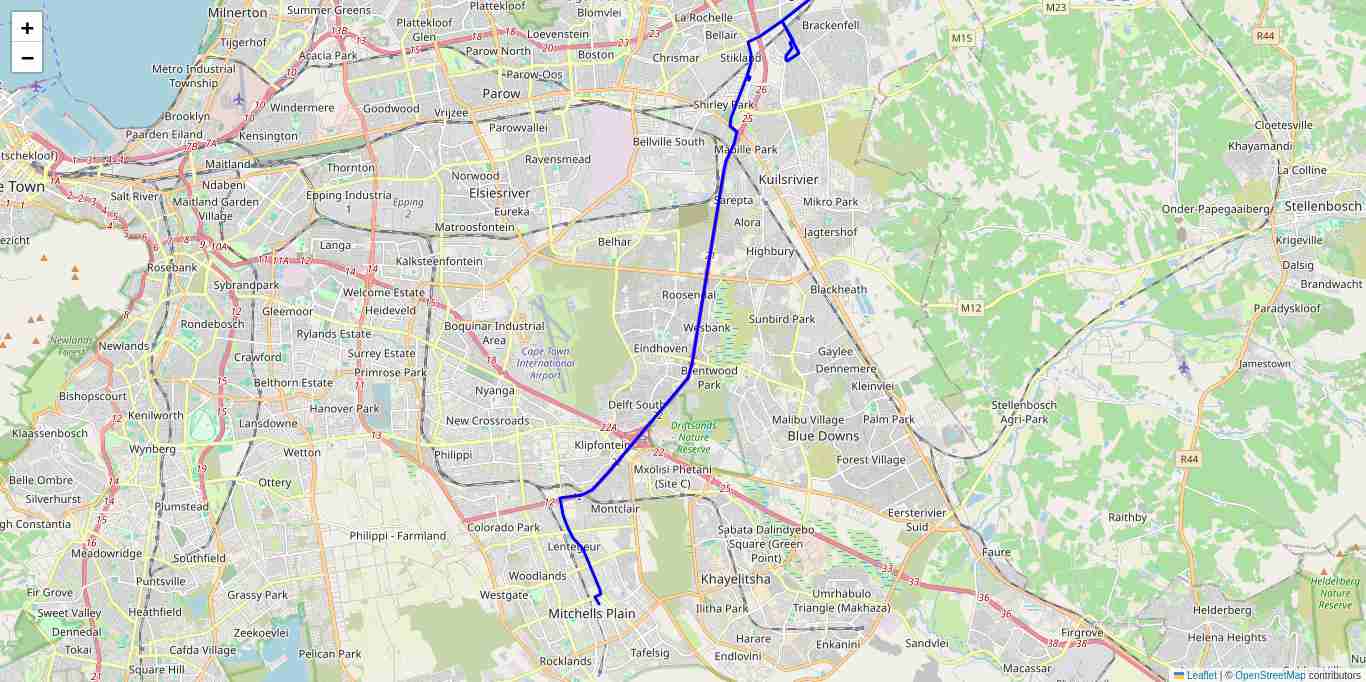 +
−
Milnerton
Summer Greens
Plattekloof
Blomvlei
La Rochelle
Brackenfell
M23
Tijgerhof
Acacia Park
Plattekloof
Glen
Loevenstein
Bellair
M15
R44
Metro Industrial
Township
Parow North
Boston
Chrismar
Stikland
Parow-Oos
Parow
Windermere
Goodwood
Vrijzee
Shirley Park
Brooklyn
Paarden Eiland
Kensington
Parowvallei
Bellville South
Mabille Park
Cloetesville
Khayamandi
tschekloof)
Maitland
Thornton
Ravensmead
Norwood
Kuilsrivier
La Colline
e Town
Salt River
Ndabeni
Maitland Garden
Village
Epping Industria
1
Epping
2
Elsiesriver
Eureka
Sarepta
Mikro Park
Onder-Papegaaiberg
Stellenbosch
Matroosfontein
Alora
Jagtershof
ezicht
Langa
Belhar
Highbury
Krigeville
Rosebank
Kalksteenfontein
Dalsig
Sybrandpark
Welcome Estate
Roosendal
Blackheath
Brandwacht
Rondebosch
Gleemoor
Heideveld
M12
Paradyskloof
Rylands Estate
Boquinar Industrial
Area
Wesbank
Sunbird Park
Newlands
Forest
Newlands
Crawford
Surrey Estate
Cape Town
International
Airport
Eindhoven
Gaylee
Dennemere
Jamestown
Primrose Park
Brentwood
Park
Bishopscourt
Belthorn Estate
Nyanga
Kleinvlei
Kenilworth
Hanover Park
Delft South
Stellenbosch
Agri-Park
Klaassenbosch
Lansdowne
New Crossroads
Malibu Village
Palm Park
Wynberg
Wetton
Philippi
Klipfontein
Driftsands
Nature
Reserve
Blue Downs
R44
Belle Ombre
Ottery
Mxolisi Phetani
(Site C)
Forest Village
Silverhurst
Plumstead
Montclair
Eersterivier
Suid
Raithby
gh Constantia
Colorado Park
Sabata Dalindyebo
Square (Green
Point)
Meadowridge
Southfield
Philippi - Farmland
Lentegeur
Faure
Puntsville
Woodlands
Khayelitsha
Helderberg
Nature
Reserve
Fir Grove
Grassy Park
Westgate
Umrhabulo
Triangle (Makhaza)
Sweet Valley
Heathfield
Mitchells Plain
Ilitha Park
Helderberg
Dennedal
Zeekoevlei
Harare
Enkanini
Sandvlei
Firgrove
Helena Heights
Tokai
Cafda Village
Pelican Park
Rocklands
Tafelsig
Endlovini
Macassar
Nu
Square Hill
Leaflet | © OpenStreetMap contributors